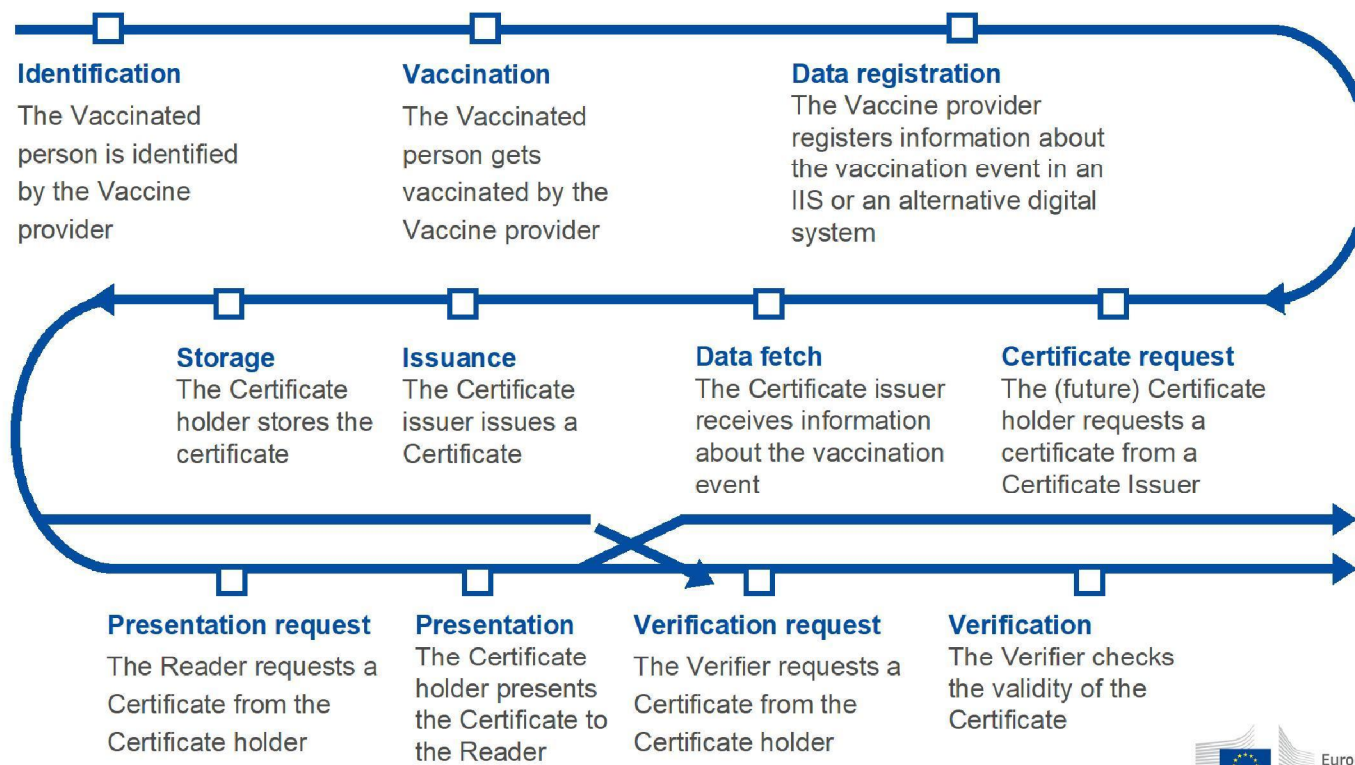 Identification
The Vaccinated
person is identified
by the Vaccine
provider
Vaccination
The Vaccinated
person gets
vaccinated by the
Vaccine provider
Data registration
The Vaccine provider
registers information about
the vaccination event in an
IIS or an alternative digital
system
Storage
The Certificate
holder stores the
certificate
Issuance
The Certificate
issuer issues a
Certificate
Data fetch
The Certificate issuer
receives information
about the vaccination
event
Certificate request
The (future) Certificate
holder requests a
certificate from a
Certificate Issuer
Presentation request
The Reader requests a
Certificate from the
Certificate holder
Presentation
The Certificate
holder presents
the Certificate to
the Reader
Verification request
The Verifier requests a
Certificate from the
Certificate holder
Verification
The Verifier checks
the validity of the
Certificate
Euro